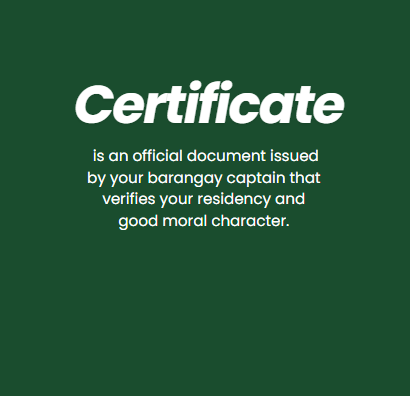 Certificate
is an official document issued
by your barangay captain that
verifies your residency and
good moral character.